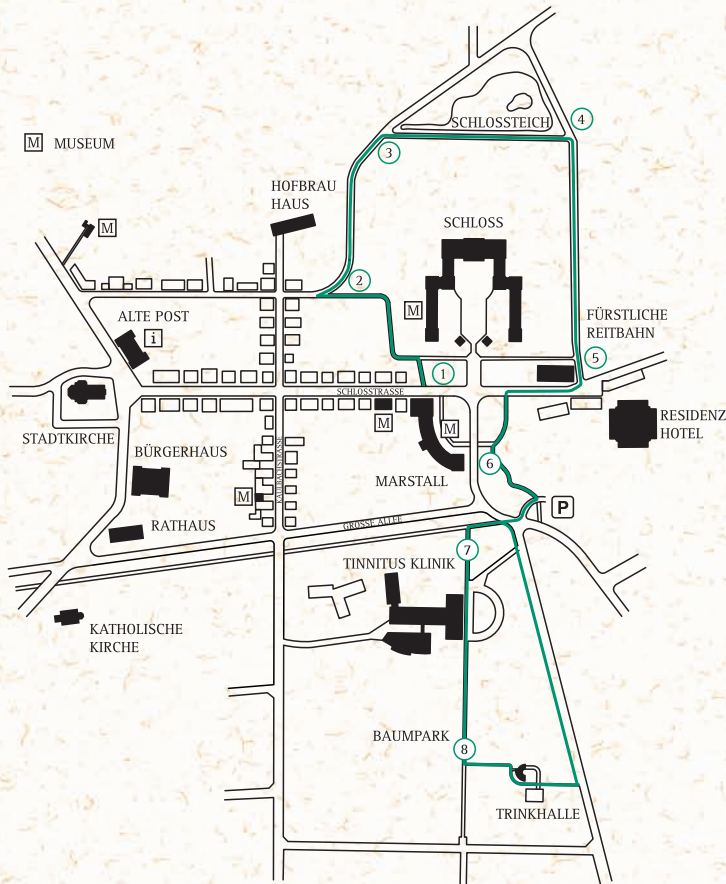 SCHLOSSTEICH
4
M MUSEUM
3
HOFBRAU
HAUS
M
SCHLOSS
2
M
ALTE POST
i
FÜRSTLICHE
REITBAHN
5
1
SCHLOSSTRASSE
M
M
RESIDENZ
HOTEL
STADTKIRCHE
BÜRGERHAUS
KAULBACHSTRASSE
MARSTALL
6
M
P
RATHAUS
GROSSE ALLEE
7
TINNITUS KLINIK
KATHOLISCHE
KIRCHE
BAUMPARK
8
TRINKHALLE